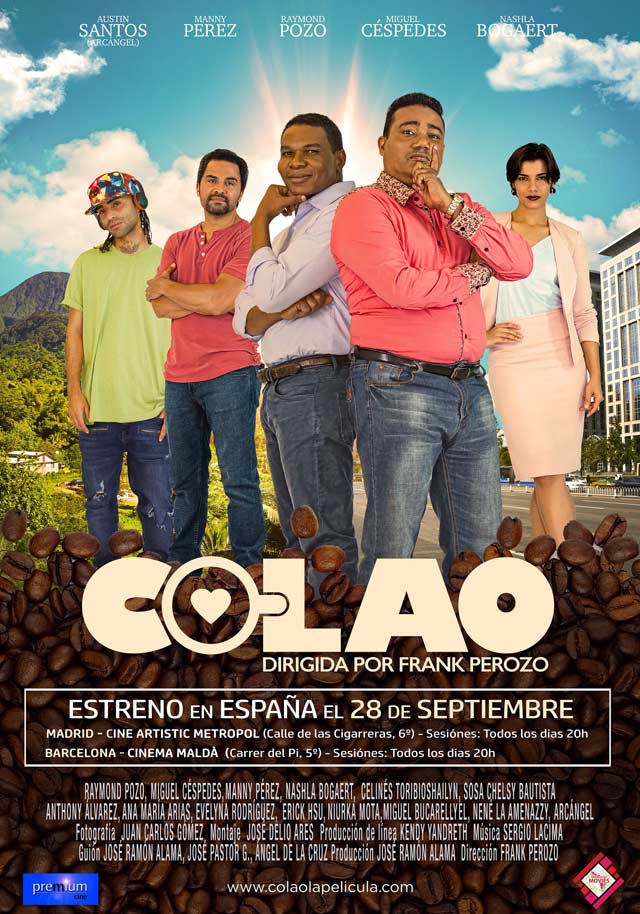 AUSTIN SANTOS (ARCANGEL)
MANNY PEREZ
RAYMOND POZO
MIGUEL CÉSPEDES
NASHLA BOGAERT
COLAO
DIRIGIDA POR FRANK PEROZO
ESTRENO EN ESPAÑA EL 28 DE SEPTIEMBRE
MADRID - CINE ARTISTIC METROPOL (Calle de las Cigarreras, 6º) - Sesiónes: Todos los dias 20h
BARCELONA - CINEMA MALDÀ (Carrer del Pi, 5º) - Sesiónes: Todos los dias 20h
RAYMOND POZO, MIGUEL CÉSPEDES, MANNY PÉREZ, NASHLA BOGAERT, CELINÉS TORIBIOSHAILYN, SOSA CHELSY BAUTISTA
ANTHONY ÁLVAREZ, ANA MARIA ARIAS, EVELYNA RODRÍGUEZ, ERICK HSU, NIURKA MOTA, MIGUEL BUCARELLYEL, NENÉ LA AMENAZZY, ARCÁNGEL
Fotografía JUAN CARLOS GÓMEZ, Montaje JOSÉ DELIO ARES Producción de línea KENDY YANDRETH Música SERGIO LACIMA
Guión JOSÉ RAMÓN ALAMA, JOSÉ PASTOR G., ÁNGEL DE LA CRUZ Producción JOSÉ RAMÓN ALAMA Dirección FRANK PEROZO
premium
cine
www.colaolapelicula.com
MOVIES